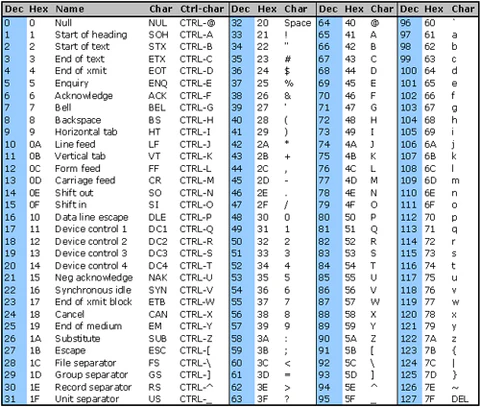 Dec Hex Name Char Ctrl-char Dec Hex Char Dec Hex Char Dec Hex Char
0 0 Null NUL CTRL-@ 32 20 Space 64 40 @ 96 60 `
1 1 Start of heading SOH CTRL-A 33 21 ! 65 41 A 97 61 a
2 2 Start of text STX CTRL-B 34 22 " 66 42 B 98 62 b
3 3 End of text ETX CTRL-C 35 23 # 67 43 C 99 63 c
4 4 End of xmit EOT CTRL-D 36 24 $ 68 44 D 100 64 d
5 5 Enquiry ENQ CTRL-E 37 25 % 69 45 E 101 65 e
6 6 Acknowledge ACK CTRL-F 38 26 & 70 46 F 102 66 f
7 7 Bell BEL CTRL-G 39 27 ' 71 47 G 103 67 g
8 8 Backspace BS CTRL-H 40 28 ( 72 48 H 104 68 h
9 9 Horizontal tab HT CTRL-I 41 29 ) 73 49 I 105 69 i
10 0A Line feed LF CTRL-J 42 2A * 74 4A J 106 6A j
11 0B Vertical tab VT CTRL-K 43 2B + 75 4B K 107 6B k
12 0C Form feed FF CTRL-L 44 2C , 76 4C L 108 6C l
13 0D Carriage feed CR CTRL-M 45 2D - 77 4D M 109 6D m
14 0E Shift out SO CTRL-N 46 2E . 78 4E N 110 6E n
15 0F Shift in SI CTRL-O 47 2F / 79 4F O 111 6F o
16 10 Data line escape DLE CTRL-P 48 30 0 80 50 P 112 70 p
17 11 Device control 1 DC1 CTRL-Q 49 31 1 81 51 Q 113 71 q
18 12 Device control 2 DC2 CTRL-R 50 32 2 82 52 R 114 72 r
19 13 Device control 3 DC3 CTRL-S 51 33 3 83 53 S 115 73 s
20 14 Device control 4 DC4 CTRL-T 52 34 4 84 54 T 116 74 t
21 15 Neg acknowledge NAK CTRL-U 53 35 5 85 55 U 117 75 u
22 16 Synchronous idle SYN CTRL-V 54 36 6 86 56 V 118 76 v
23 17 End of xmit block ETB CTRL-W 55 37 7 87 57 W 119 77 w
24 18 Cancel CAN CTRL-X 56 38 8 88 58 X 120 78 x
25 19 End of medium EM CTRL-Y 57 39 9 89 59 Y 121 79 y
26 1A Substitute SUB CTRL-Z 58 3A : 90 5A Z 122 7A z
27 1B Escape ESC CTRL-[ 59 3B ; 91 5B [ 123 7B {
28 1C File separator FS CTRL-\ 60 3C < 92 5C \ 124 7C |
29 1D Group separator GS CTRL-] 61 3D = 93 5D ] 125 7D }
30 1E Record separator RS CTRL-^ 62 3E > 94 5E ^ 126 7E ~
31 1F Unit separator US CTRL-_ 63 3F ? 95 5F _ 127 7F DEL